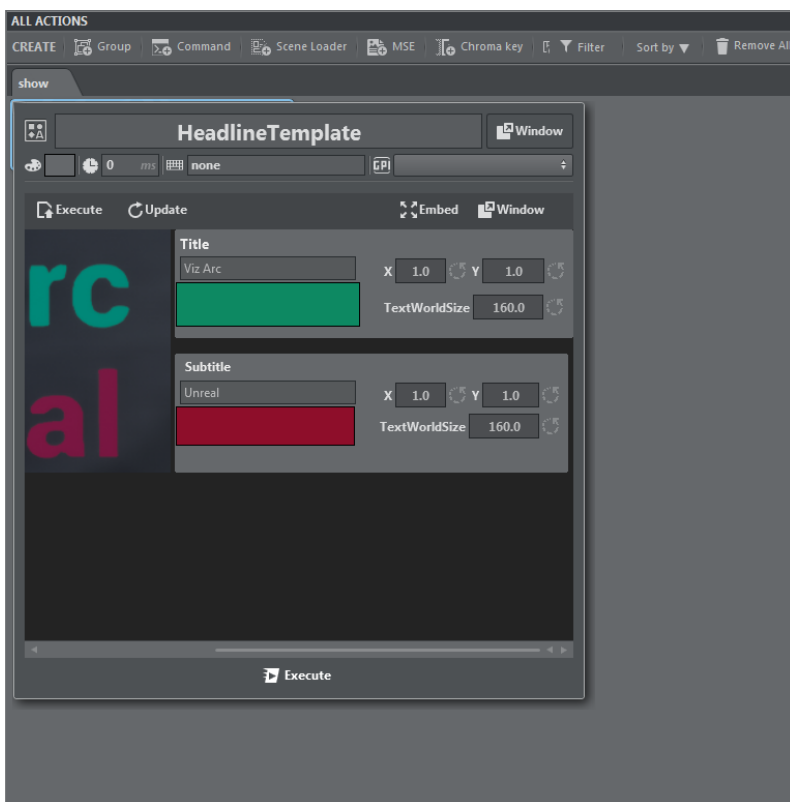 ALL ACTIONS
CREATE Group Command Scene Loader MSE Chroma key Filter Sort by Remove All
show
HeadlineTemplate Window
0 ms none GPI
Execute Update Embed Window
Title
Viz Arc X 1.0 Y 1.0
TextWorldSize 160.0
rc
Subtitle
Unreal X 1.0 Y 1.0
TextWorldSize 160.0
al
Execute